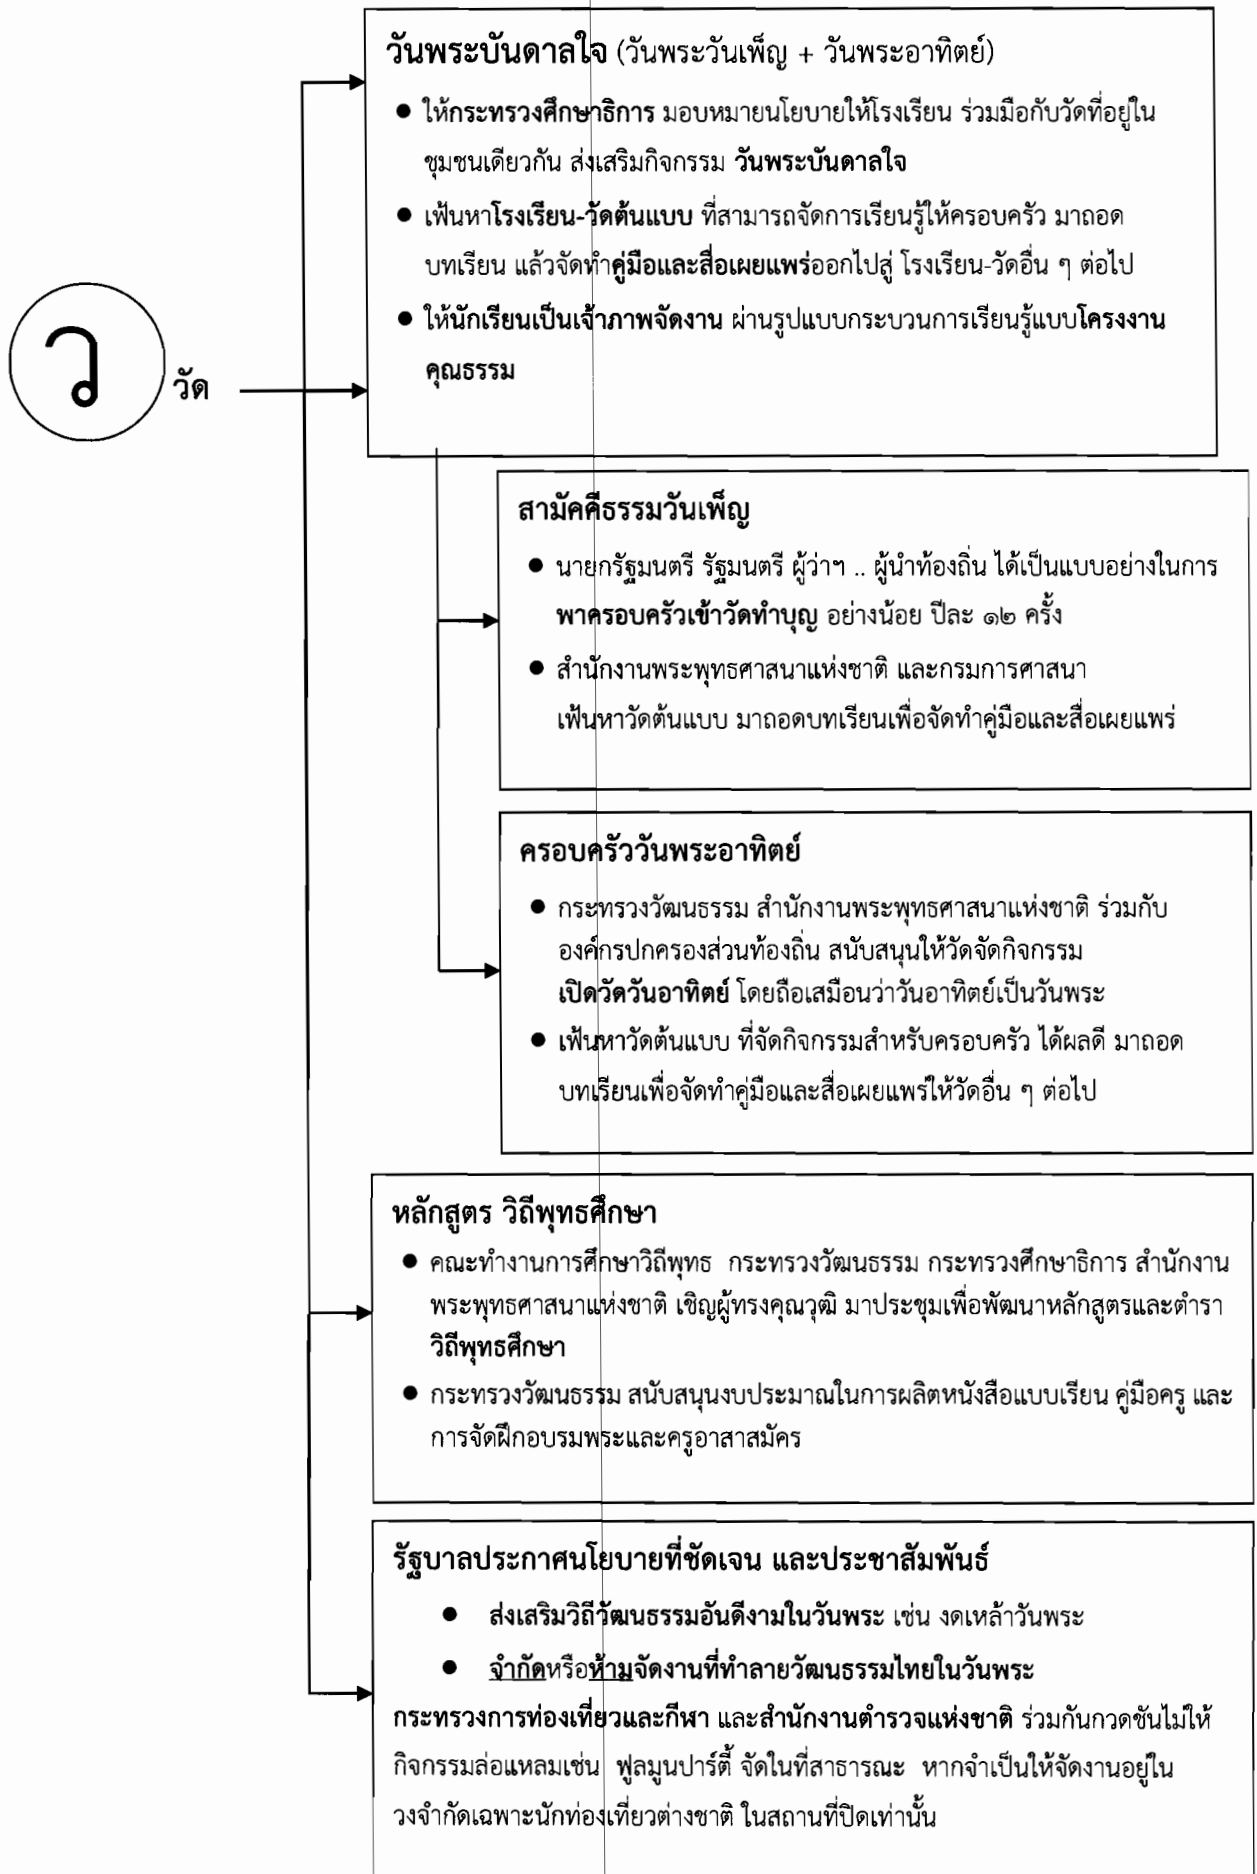 วันพระบันดาลใจ (วันพระวันเพ็ญ + วันพระอาทิตย์)
● ให้กระทรวงศึกษาธิการ มอบหมายนโยบายให้โรงเรียน ร่วมมือกับวัดที่อยู่ใน
ชุมชนเดียวกัน ส่งเสริมกิจกรรม วันพระบันดาลใจ
● เฟ้นหาโรงเรียน-วัดต้นแบบ ที่สามารถจัดการเรียนรู้ให้ครอบครัว มาถอด
บทเรียน แล้วจัดทำคู่มือและสื่อเผยแพร่ออกไปสู่ โรงเรียน-วัดอื่น ๆ ต่อไป
● ให้นักเรียนเป็นเจ้าภาพจัดงาน ผ่านรูปแบบกระบวนการเรียนรู้แบบโครงงาน
คุณธรรม
ว วัด
สามัคคีธรรมวันเพ็ญ
● นายกรัฐมนตรี รัฐมนตรี ผู้ว่าฯ .. ผู้นำท้องถิ่น ได้เป็นแบบอย่างในการ
พาครอบครัวเข้าวัดทำบุญ อย่างน้อย ปีละ ๑๒ ครั้ง
● สำนักงานพระพุทธศาสนาแห่งชาติ และกรมการศาสนา
เฟ้นหาวัดต้นแบบ มาถอดบทเรียนเพื่อจัดทำคู่มือและสื่อเผยแพร่
ครอบครัววันพระอาทิตย์
● กระทรวงวัฒนธรรม สำนักงานพระพุทธศาสนาแห่งชาติ ร่วมกับ
องค์กรปกครองส่วนท้องถิ่น สนับสนุนให้วัดจัดกิจกรรม
เปิดวัดวันอาทิตย์ โดยถือเสมือนว่าวันอาทิตย์เป็นวันพระ
● เฟ้นหาวัดต้นแบบ ที่จัดกิจกรรมสำหรับครอบครัว ได้ผลดี มาถอด
บทเรียนเพื่อจัดทำคู่มือและสื่อเผยแพร่ให้วัดอื่น ๆ ต่อไป
หลักสูตร วิถีพุทธศึกษา
● คณะทำงานการศึกษาวิถีพุทธ กระทรวงวัฒนธรรม กระทรวงศึกษาธิการ สำนักงาน
พระพุทธศาสนาแห่งชาติ เชิญผู้ทรงคุณวุฒิ มาประชุมเพื่อพัฒนาหลักสูตรและตำรา
วิถีพุทธศึกษา
● กระทรวงวัฒนธรรม สนับสนุนงบประมาณในการผลิตหนังสือแบบเรียน คู่มือครู และ
การจัดฝึกอบรมพระและครูอาสาสมัคร
รัฐบาลประกาศนโยบายที่ชัดเจน และประชาสัมพันธ์
● ส่งเสริมวิถีวัฒนธรรมอันดีงามในวันพระ เช่น งดเหล้าวันพระ
● จำกัดหรือห้ามจัดงานที่ทำลายวัฒนธรรมไทยในวันพระ
กระทรวงการท่องเที่ยวและกีฬา และสำนักงานตำรวจแห่งชาติ ร่วมกันกวดขันไม่ให้
กิจกรรมล่อแหลมเช่น ฟูลมูนปาร์ตี้ จัดในที่สาธารณะ หากจำเป็นให้จัดงานอยู่ใน
วงจำกัดเฉพาะนักท่องเที่ยวต่างชาติ ในสถานที่ปิดเท่านั้น